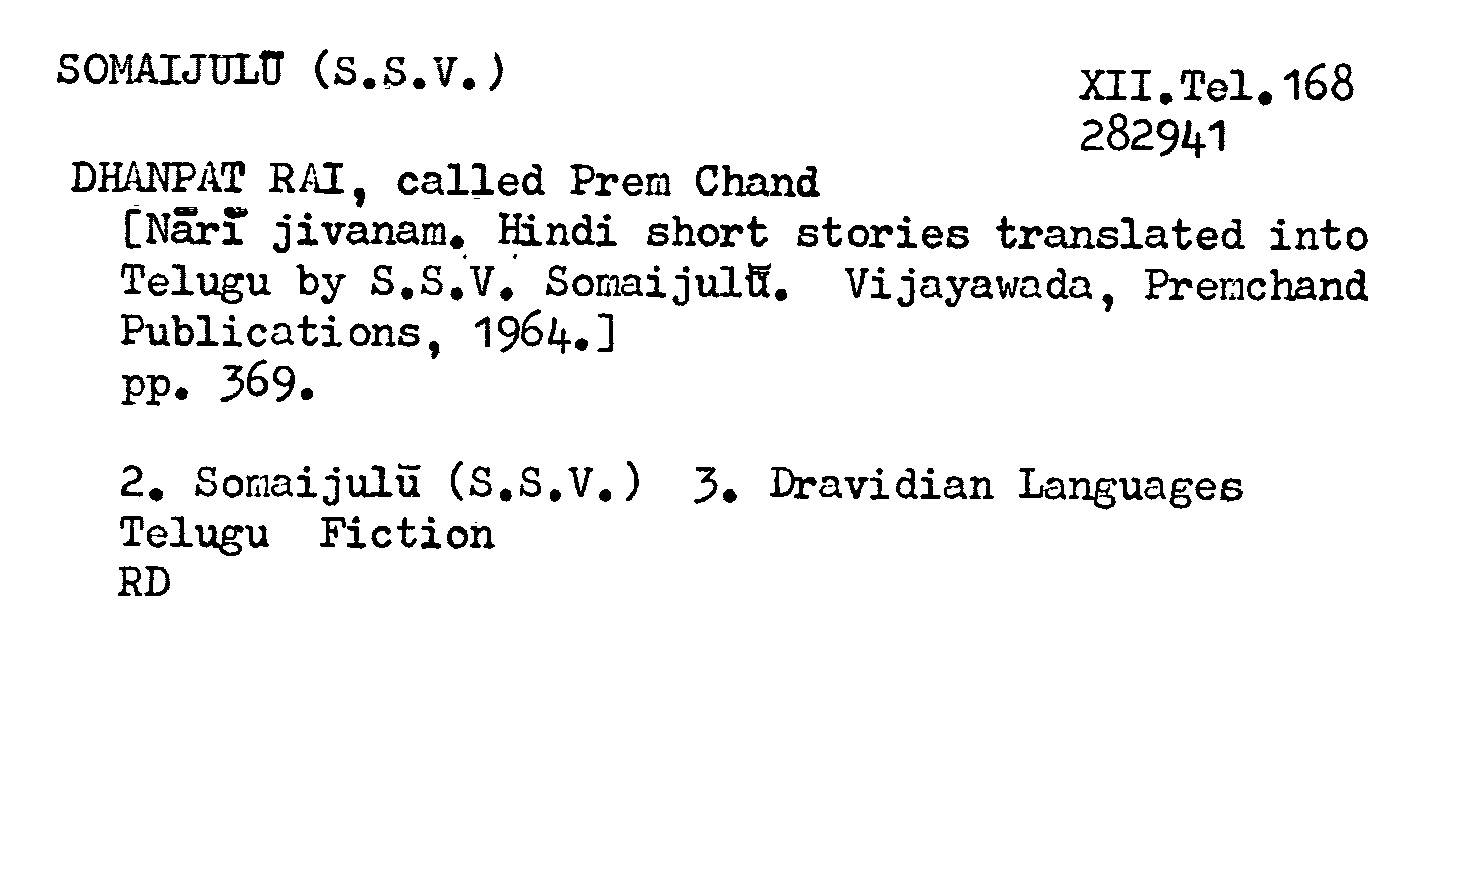 SOMAIJULŪ (S.S.V.)
XII.Tel.168
282941
DHANPAT RAI, called Prem Chand
[Nārī jivanam. Hindi short stories translated into
Telugu by S.S.V. Somaijulū. Vijayawada, Premchand
Publications, 1964.]
pp. 369.
2. Somaijulū (S.S.V.) 3. Dravidian Languages
Telugu Fiction
RD